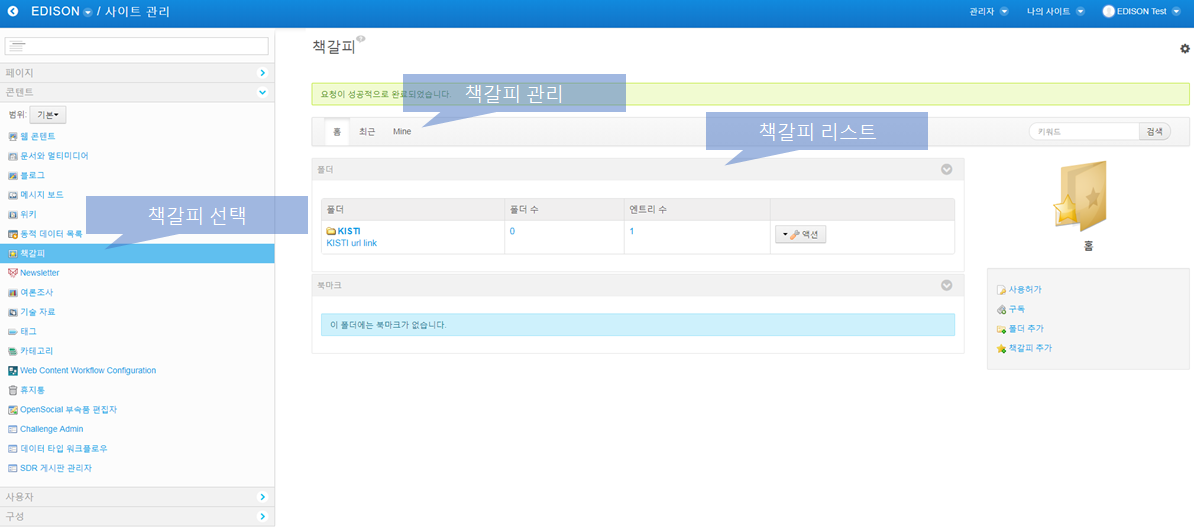 EDISON / 사이트 관리
관리자 나의 사이트 EDISON Test
페이지
콘텐트
범위: 기본
웹 콘텐트
문서와 멀티미디어
블로그
메시지 보드
위키
동적 데이터 목록
책갈피
Newsletter
여론조사
기술 자료
태그
카테고리
Web Content Workflow Configuration
휴지통
OpenSocial 부속품 편집자
Challenge Admin
데이터 타입 워크플로우
SDR 게시판 관리자
사용자
구성
책갈피 선택
책갈피
요청이 성공적으로 완료되었습니다.
책갈피 관리
홈 최근 Mine
키워드 검색
책갈피 리스트
폴더
폴더 폴더 수 엔트리 수
KISTI 0 1 액션
KISTI url link
북마크
이 폴더에는 북마크가 없습니다.
홈
사용허가
구독
폴더 추가
책갈피 추가